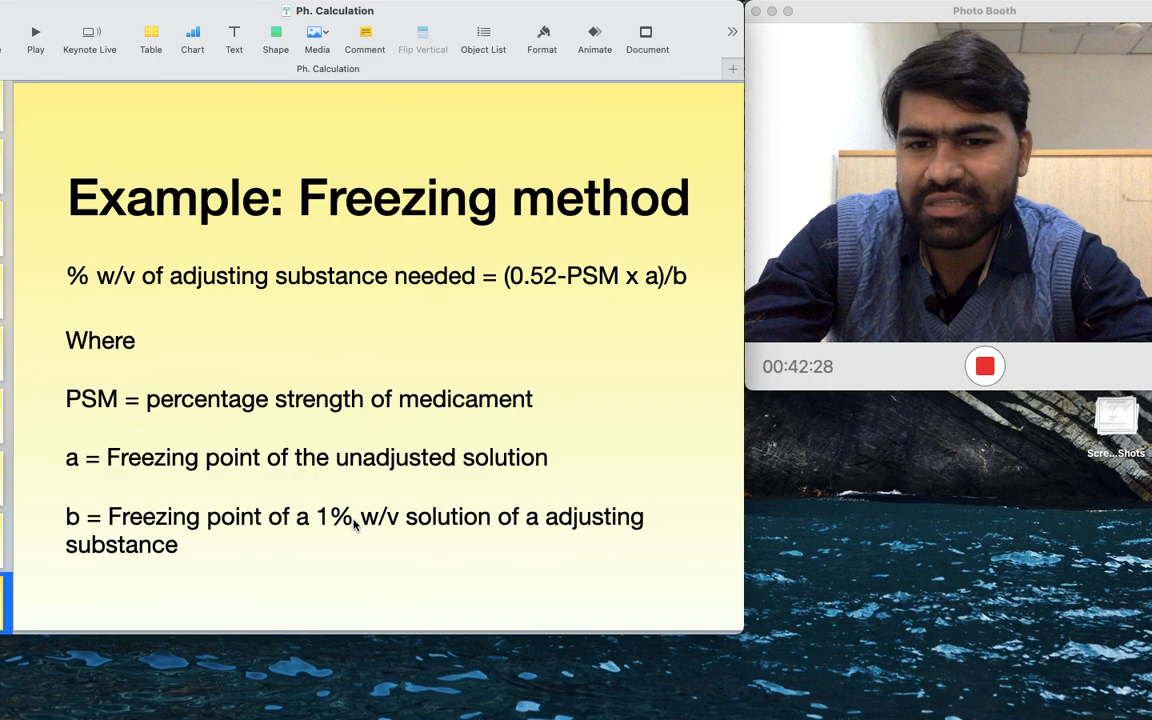 Ph. Calculation
Play
Keynote Live
Table
Chart
Text
Shape
Media
Comment
Flip Vertical
Object List
Format
Animate
Document
Ph. Calculation
Example: Freezing method
% w/v of adjusting substance needed = (0.52-PSM x a)/b
Where
PSM = percentage strength of medicament
a = Freezing point of the unadjusted solution
b = Freezing point of a 1% w/v solution of a adjusting
substance
Photo Booth
00:42:28
Scre...Shots